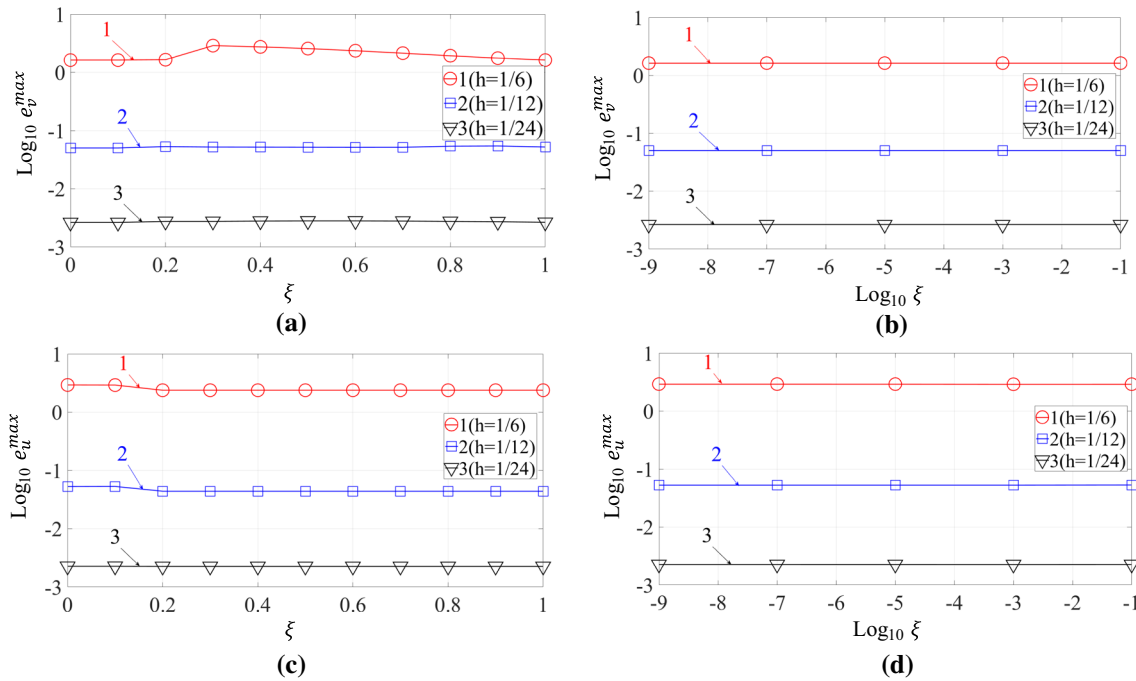 1
0
-1
-2
-3
Log10 e_v^max
1
2
3
1(h=1/6)
2(h=1/12)
3(h=1/24)
0 0.2 0.4 0.6 0.8 1
ξ
(a)
1
0
-1
-2
-3
Log10 e_v^max
1
2
3
1(h=1/6)
2(h=1/12)
3(h=1/24)
-9 -8 -7 -6 -5 -4 -3 -2 -1
Log10 ξ
(b)
1
0
-1
-2
-3
Log10 e_u^max
1
2
3
1(h=1/6)
2(h=1/12)
3(h=1/24)
0 0.2 0.4 0.6 0.8 1
ξ
(c)
1
0
-1
-2
-3
Log10 e_u^max
1
2
3
1(h=1/6)
2(h=1/12)
3(h=1/24)
-9 -8 -7 -6 -5 -4 -3 -2 -1
Log10 ξ
(d)